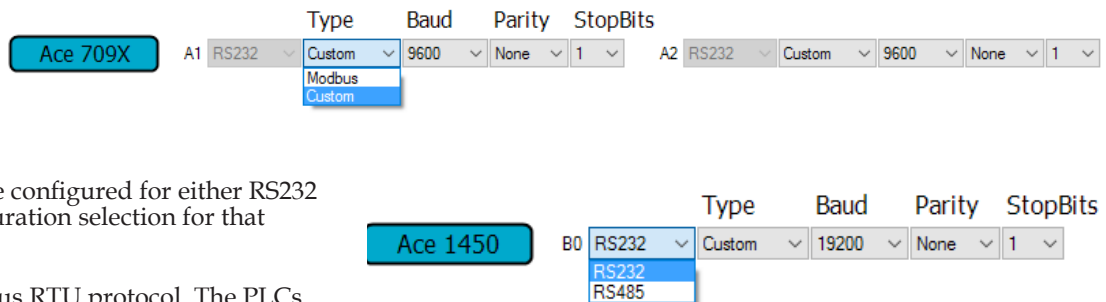 Type Baud Parity StopBits
Ace 709X A1 RS232 Custom 9600 None 1 A2 RS232 Custom 9600 None 1
Modbus
Custom
e configured for either RS232
uration selection for that
Type Baud Parity StopBits
Ace 1450 B0 RS232 Custom 19200 None 1
RS232
RS485
us RTU protocol. The PLCs